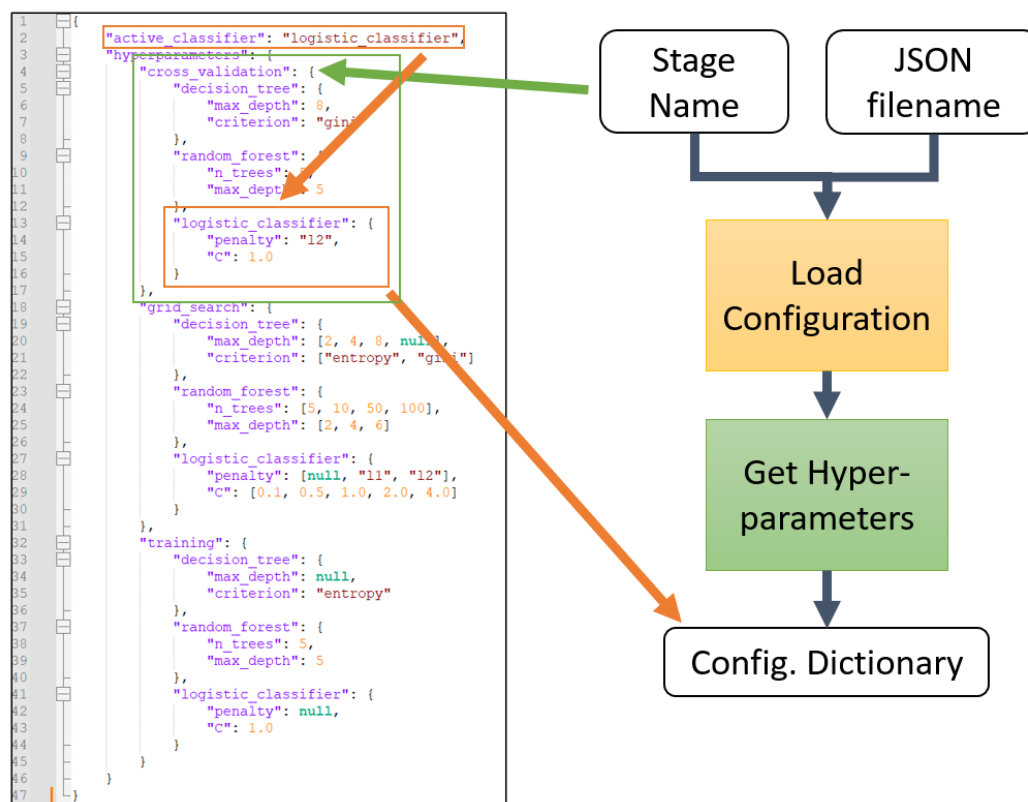 1 {
2 "active_classifier": "logistic_classifier",
3 "hyperparameters": {
4 "cross_validation": {
5 "decision_tree": {
6 "max_depth": 8,
7 "criterion": "gini"
8 },
9 "random_forest": {
10 "n_trees":
11 "max_depth": 5
12 },
13 "logistic_classifier": {
14 "penalty": "l2",
15 "C": 1.0
16 }
17 },
18 "grid_search": {
19 "decision_tree": {
20 "max_depth": [2, 4, 8, null],
21 "criterion": ["entropy", "gini"]
22 },
23 "random_forest": {
24 "n_trees": [5, 10, 50, 100],
25 "max_depth": [2, 4, 6]
26 },
27 "logistic_classifier": {
28 "penalty": [null, "l1", "l2"],
29 "C": [0.1, 0.5, 1.0, 2.0, 4.0]
30 }
31 },
32 "training": {
33 "decision_tree": {
34 "max_depth": null,
35 "criterion": "entropy"
36 },
37 "random_forest": {
38 "n_trees": 5,
39 "max_depth": 5
40 },
41 "logistic_classifier": {
42 "penalty": null,
43 "C": 1.0
44 }
45 }
46 }
47 }
Stage
Name
JSON
filename
Load
Configuration
Get Hyper-
parameters
Config. Dictionary